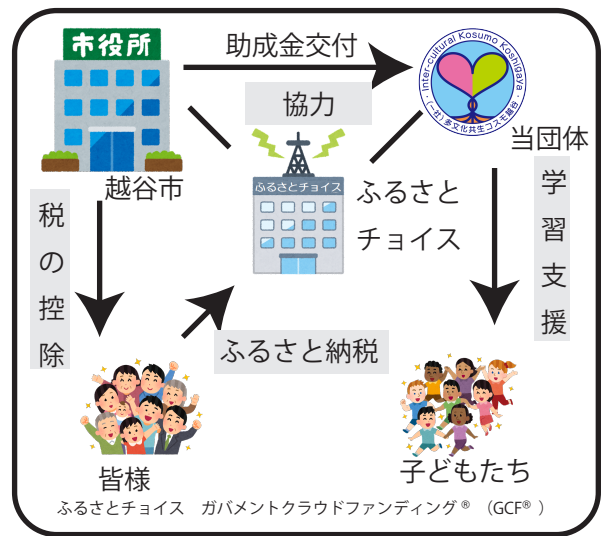 市役所
助成金交付
Inter-cultural Kosumo Koshigaya
(一社)多文化共生コスモ越谷
協力
越谷市
当団体
ふるさとチョイス
ふるさと
チョイス
税の控除
学習支援
ふるさと納税
皆様
子どもたち
ふるさとチョイス ガバメントクラウドファンディング® (GCF®)